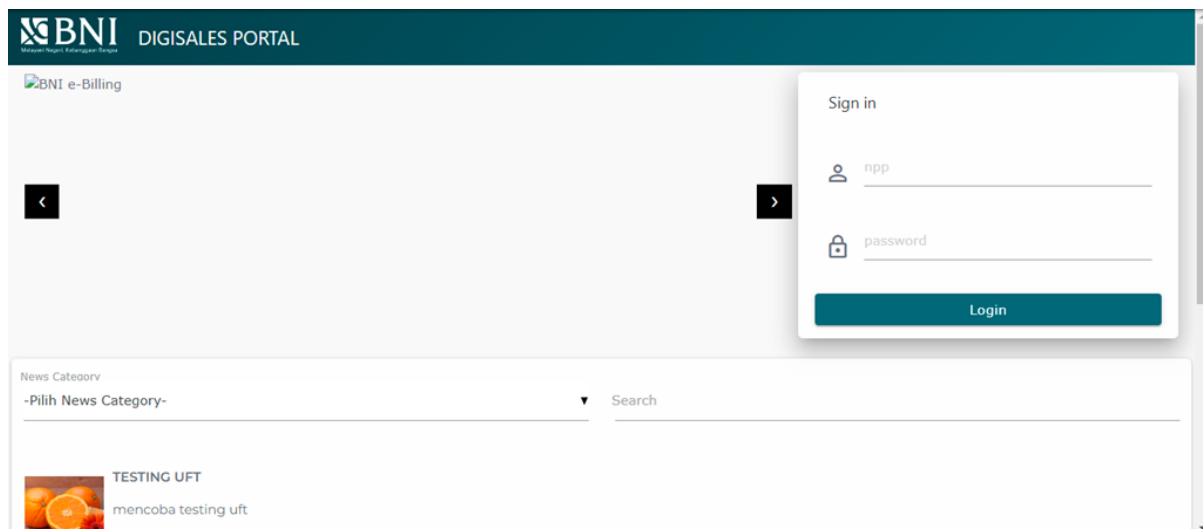 BNI
Melayani Negeri, Kebanggaan Bangsa
DIGISALES PORTAL
BNI e-Billing
Sign in
npp
password
Login
News Category
-Pilih News Category-
Search
TESTING UFT
mencoba testing uft